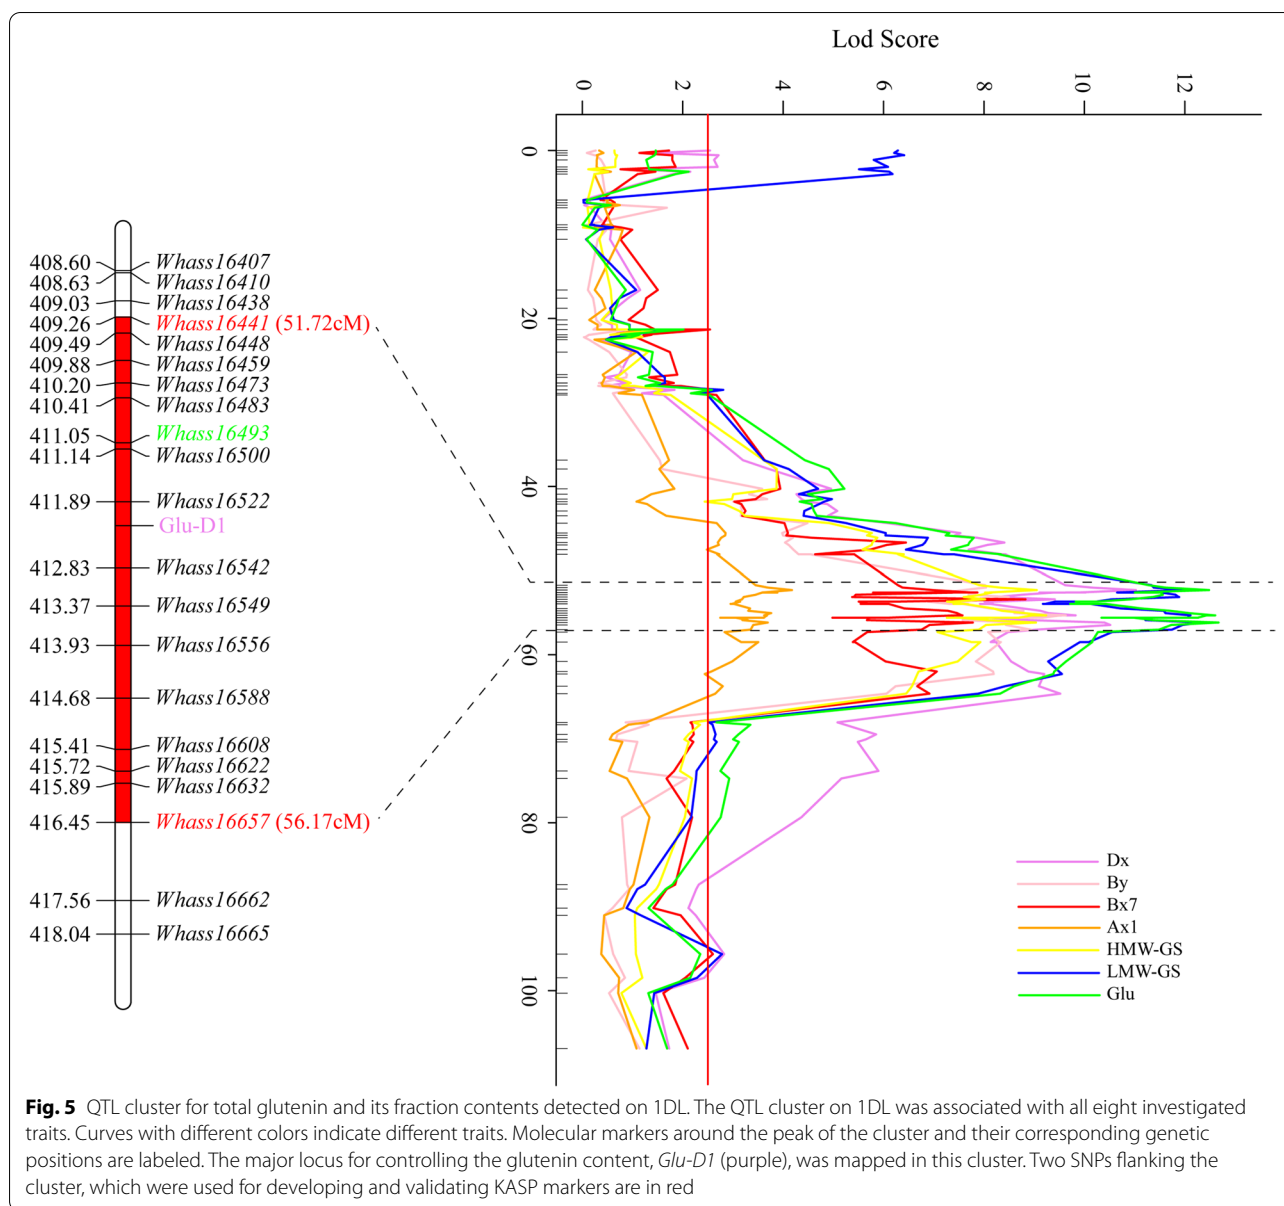 Lod Score
0 2 4 6 8 10 12
0
20
40
60
80
100
408.60 Whass16407
408.63 Whass16410
409.03 Whass16438
409.26 Whass16441 (51.72cM)
409.49 Whass16448
409.88 Whass16459
410.20 Whass16473
410.41 Whass16483
411.05 Whass16493
411.14 Whass16500
411.89 Whass16522
Glu-D1
412.83 Whass16542
413.37 Whass16549
413.93 Whass16556
414.68 Whass16588
415.41 Whass16608
415.72 Whass16622
415.89 Whass16632
416.45 Whass16657 (56.17cM)
417.56 Whass16662
418.04 Whass16665
Dx
By
Bx7
Ax1
HMW-GS
LMW-GS
Glu
Fig. 5 QTL cluster for total glutenin and its fraction contents detected on 1DL. The QTL cluster on 1DL was associated with all eight investigated
traits. Curves with different colors indicate different traits. Molecular markers around the peak of the cluster and their corresponding genetic
positions are labeled. The major locus for controlling the glutenin content, Glu-D1 (purple), was mapped in this cluster. Two SNPs flanking the
cluster, which were used for developing and validating KASP markers are in red